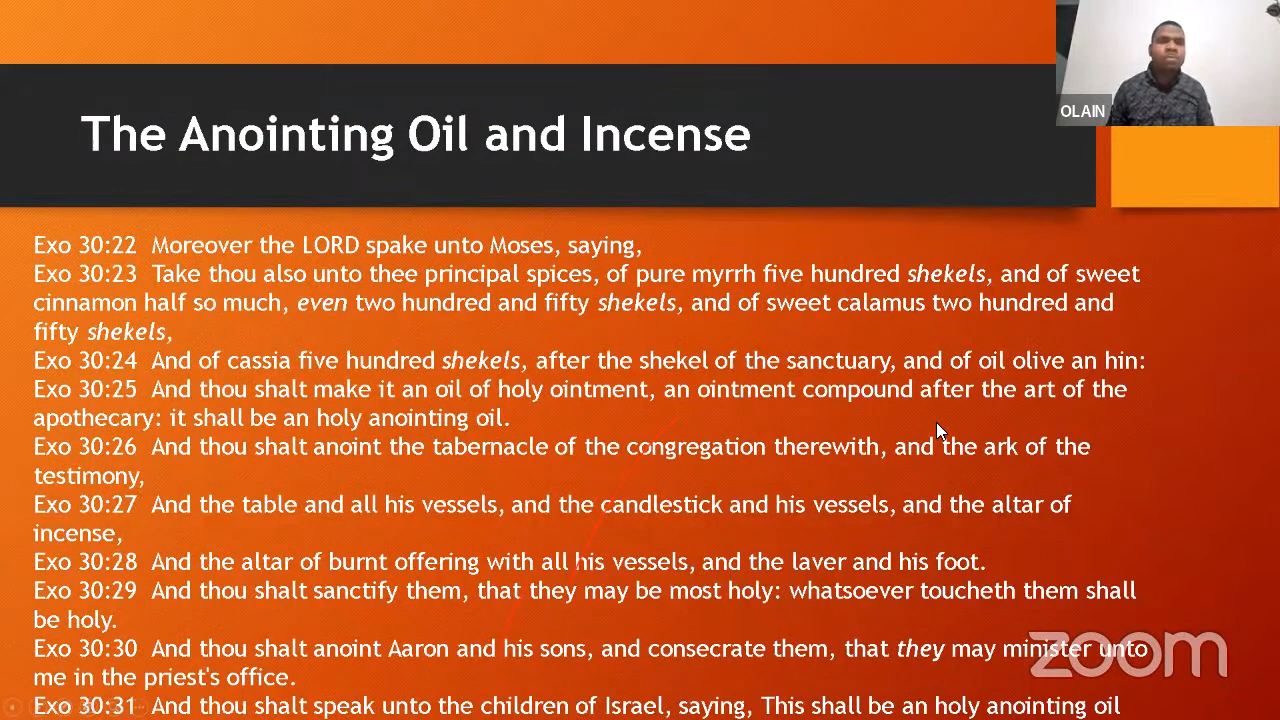 OLAIN
The Anointing Oil and Incense
Exo 30:22 Moreover the LORD spake unto Moses, saying,
Exo 30:23 Take thou also unto thee principal spices, of pure myrrh five hundred shekels, and of sweet
cinnamon half so much, even two hundred and fifty shekels, and of sweet calamus two hundred and
fifty shekels,
Exo 30:24 And of cassia five hundred shekels, after the shekel of the sanctuary, and of oil olive an hin:
Exo 30:25 And thou shalt make it an oil of holy ointment, an ointment compound after the art of the
apothecary: it shall be an holy anointing oil.
Exo 30:26 And thou shalt anoint the tabernacle of the congregation therewith, and the ark of the
testimony,
Exo 30:27 And the table and all his vessels, and the candlestick and his vessels, and the altar of
incense,
Exo 30:28 And the altar of burnt offering with all his vessels, and the laver and his foot.
Exo 30:29 And thou shalt sanctify them, that they may be most holy: whatsoever toucheth them shall
be holy.
Exo 30:30 And thou shalt anoint Aaron and his sons, and consecrate them, that they may minister unto
me in the priest's office.
Exo 30:31 And thou shalt speak unto the children of Israel, saying, This shall be an holy anointing oil
zoom